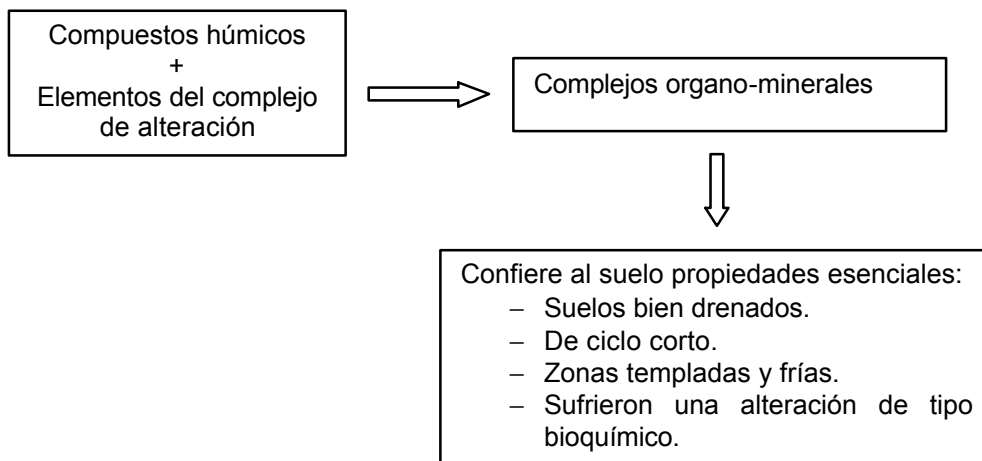 Compuestos húmicos
+
Elementos del complejo
de alteración
Complejos organo-minerales
Confiere al suelo propiedades esenciales:
– Suelos bien drenados.
– De ciclo corto.
– Zonas templadas y frías.
– Sufrieron una alteración de tipo
bioquímico.